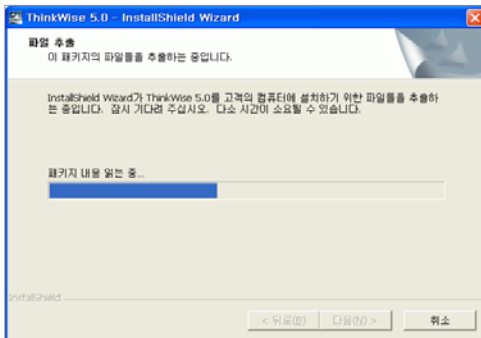 ThinkWise 5.0 - InstallShield Wizard
파일 추출
이 패키지의 파일들을 추출하는 중입니다.
InstallShield Wizard가 ThinkWise 5.0를 고객의 컴퓨터에 설치하기 위한 파일들을 추출하
는 중입니다. 잠시 기다려 주십시오. 다소 시간이 소요될 수 있습니다.
패키지 내용 읽는 중...
InstallShield
< 뒤로(B) 다음(N) > 취소